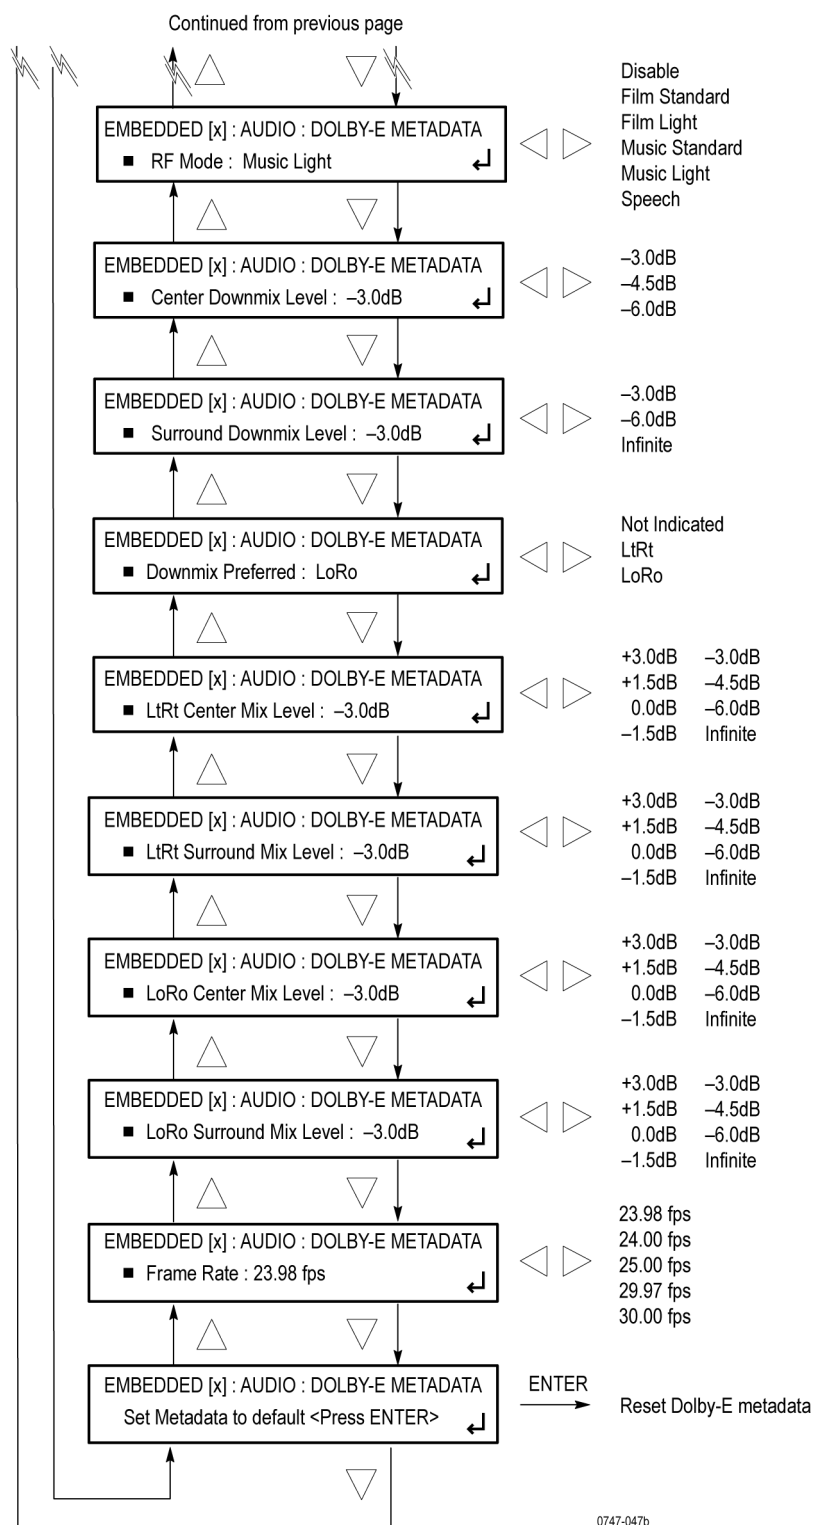 Continued from previous page
EMBEDDED [x] : AUDIO : DOLBY-E METADATA
■ RF Mode : Music Light
Disable
Film Standard
Film Light
Music Standard
Music Light
Speech
EMBEDDED [x] : AUDIO : DOLBY-E METADATA
■ Center Downmix Level : –3.0dB
–3.0dB
–4.5dB
–6.0dB
EMBEDDED [x] : AUDIO : DOLBY-E METADATA
■ Surround Downmix Level : –3.0dB
–3.0dB
–6.0dB
Infinite
EMBEDDED [x] : AUDIO : DOLBY-E METADATA
■ Downmix Preferred : LoRo
Not Indicated
LtRt
LoRo
EMBEDDED [x] : AUDIO : DOLBY-E METADATA
■ LtRt Center Mix Level : –3.0dB
+3.0dB –3.0dB
+1.5dB –4.5dB
0.0dB –6.0dB
–1.5dB Infinite
EMBEDDED [x] : AUDIO : DOLBY-E METADATA
■ LtRt Surround Mix Level : –3.0dB
+3.0dB –3.0dB
+1.5dB –4.5dB
0.0dB –6.0dB
–1.5dB Infinite
EMBEDDED [x] : AUDIO : DOLBY-E METADATA
■ LoRo Center Mix Level : –3.0dB
+3.0dB –3.0dB
+1.5dB –4.5dB
0.0dB –6.0dB
–1.5dB Infinite
EMBEDDED [x] : AUDIO : DOLBY-E METADATA
■ LoRo Surround Mix Level : –3.0dB
+3.0dB –3.0dB
+1.5dB –4.5dB
0.0dB –6.0dB
–1.5dB Infinite
EMBEDDED [x] : AUDIO : DOLBY-E METADATA
■ Frame Rate : 23.98 fps
23.98 fps
24.00 fps
25.00 fps
29.97 fps
30.00 fps
EMBEDDED [x] : AUDIO : DOLBY-E METADATA
Set Metadata to default <Press ENTER>
ENTER
Reset Dolby-E metadata
0747-047b